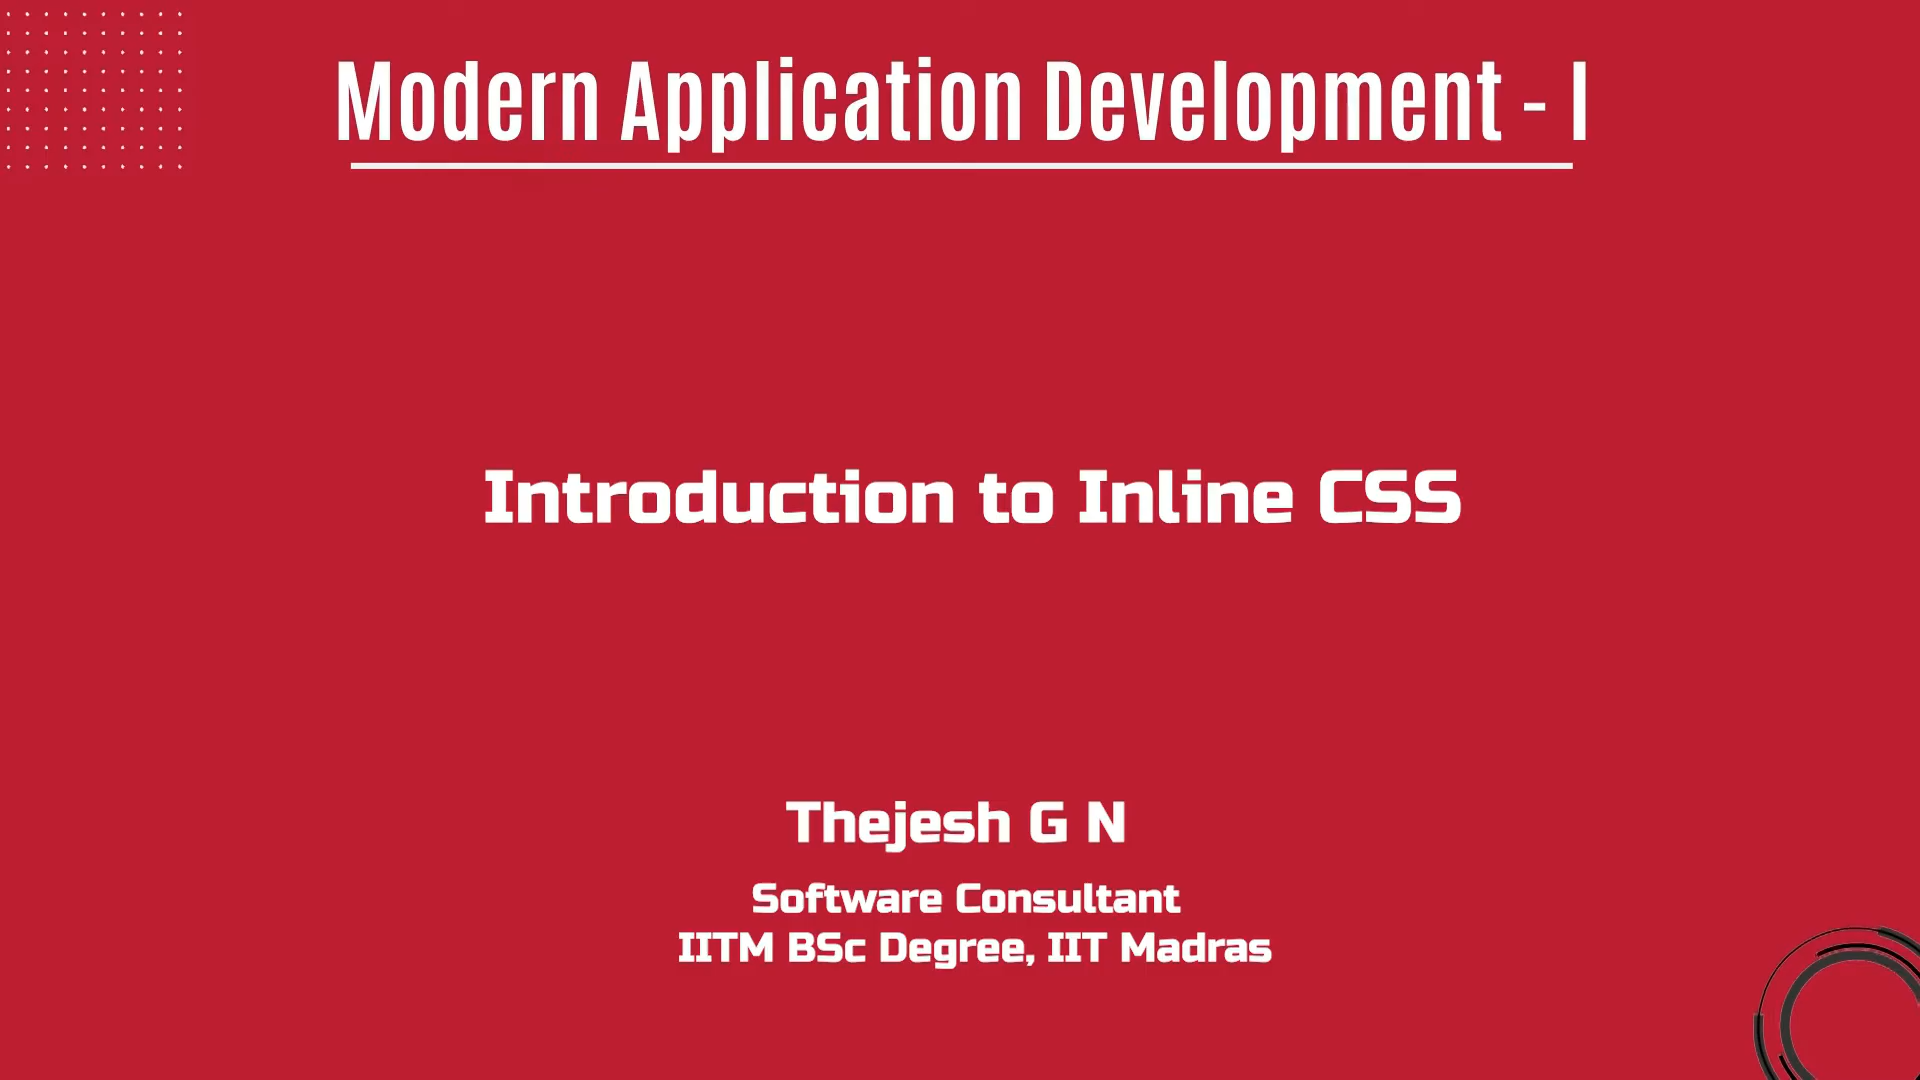 Modern Application Development - I
Introduction to Inline CSS
Thejesh G N
Software Consultant
IITM BSc Degree, IIT Madras